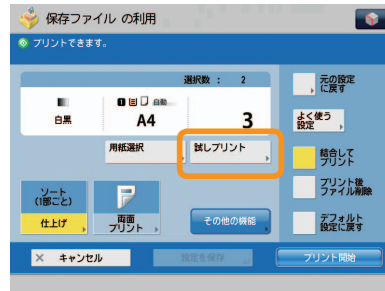 保存ファイル の利用
プリントできます。
選択数 : 2
元の設定
に戻す
1 自動
白黒
A4
3
よく使う
設定
用紙選択
試しプリント
結合して
プリント
プリント後
ファイル削除
ソート
(1部ごと)
仕上げ
両面
プリント
その他の機能
デフォルト
設定に戻す
× キャンセル
設定を保存
プリント開始